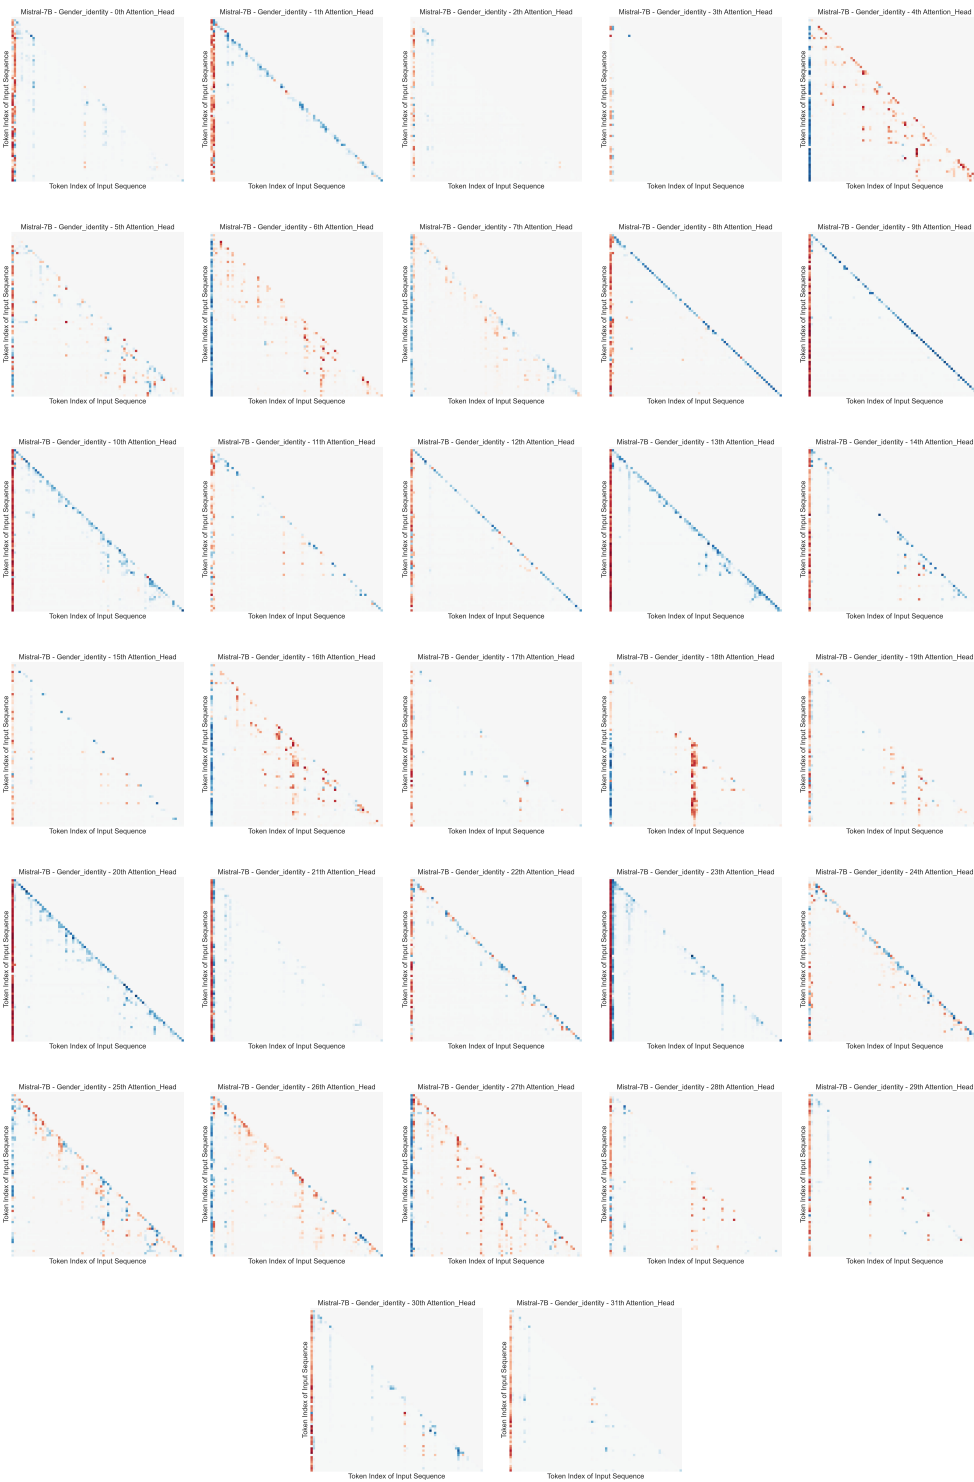 Mistral-7B - Gender_identity - 0th Attention_Head
Mistral-7B - Gender_identity - 1th Attention_Head
Mistral-7B - Gender_identity - 2th Attention_Head
Mistral-7B - Gender_identity - 3th Attention_Head
Mistral-7B - Gender_identity - 4th Attention_Head
Token Index of Input Sequence
Token Index of Input Sequence
Token Index of Input Sequence
Token Index of Input Sequence
Token Index of Input Sequence
Token Index of Input Sequence
Token Index of Input Sequence
Token Index of Input Sequence
Token Index of Input Sequence
Token Index of Input Sequence
Mistral-7B - Gender_identity - 5th Attention_Head
Mistral-7B - Gender_identity - 6th Attention_Head
Mistral-7B - Gender_identity - 7th Attention_Head
Mistral-7B - Gender_identity - 8th Attention_Head
Mistral-7B - Gender_identity - 9th Attention_Head
Token Index of Input Sequence
Token Index of Input Sequence
Token Index of Input Sequence
Token Index of Input Sequence
Token Index of Input Sequence
Token Index of Input Sequence
Token Index of Input Sequence
Token Index of Input Sequence
Token Index of Input Sequence
Token Index of Input Sequence
Mistral-7B - Gender_identity - 10th Attention_Head
Mistral-7B - Gender_identity - 11th Attention_Head
Mistral-7B - Gender_identity - 12th Attention_Head
Mistral-7B - Gender_identity - 13th Attention_Head
Mistral-7B - Gender_identity - 14th Attention_Head
Token Index of Input Sequence
Token Index of Input Sequence
Token Index of Input Sequence
Token Index of Input Sequence
Token Index of Input Sequence
Token Index of Input Sequence
Token Index of Input Sequence
Token Index of Input Sequence
Token Index of Input Sequence
Token Index of Input Sequence
Mistral-7B - Gender_identity - 15th Attention_Head
Mistral-7B - Gender_identity - 16th Attention_Head
Mistral-7B - Gender_identity - 17th Attention_Head
Mistral-7B - Gender_identity - 18th Attention_Head
Mistral-7B - Gender_identity - 19th Attention_Head
Token Index of Input Sequence
Token Index of Input Sequence
Token Index of Input Sequence
Token Index of Input Sequence
Token Index of Input Sequence
Token Index of Input Sequence
Token Index of Input Sequence
Token Index of Input Sequence
Token Index of Input Sequence
Token Index of Input Sequence
Mistral-7B - Gender_identity - 20th Attention_Head
Mistral-7B - Gender_identity - 21th Attention_Head
Mistral-7B - Gender_identity - 22th Attention_Head
Mistral-7B - Gender_identity - 23th Attention_Head
Mistral-7B - Gender_identity - 24th Attention_Head
Token Index of Input Sequence
Token Index of Input Sequence
Token Index of Input Sequence
Token Index of Input Sequence
Token Index of Input Sequence
Token Index of Input Sequence
Token Index of Input Sequence
Token Index of Input Sequence
Token Index of Input Sequence
Token Index of Input Sequence
Mistral-7B - Gender_identity - 25th Attention_Head
Mistral-7B - Gender_identity - 26th Attention_Head
Mistral-7B - Gender_identity - 27th Attention_Head
Mistral-7B - Gender_identity - 28th Attention_Head
Mistral-7B - Gender_identity - 29th Attention_Head
Token Index of Input Sequence
Token Index of Input Sequence
Token Index of Input Sequence
Token Index of Input Sequence
Token Index of Input Sequence
Token Index of Input Sequence
Token Index of Input Sequence
Token Index of Input Sequence
Token Index of Input Sequence
Token Index of Input Sequence
Mistral-7B - Gender_identity - 30th Attention_Head
Mistral-7B - Gender_identity - 31th Attention_Head
Token Index of Input Sequence
Token Index of Input Sequence
Token Index of Input Sequence
Token Index of Input Sequence